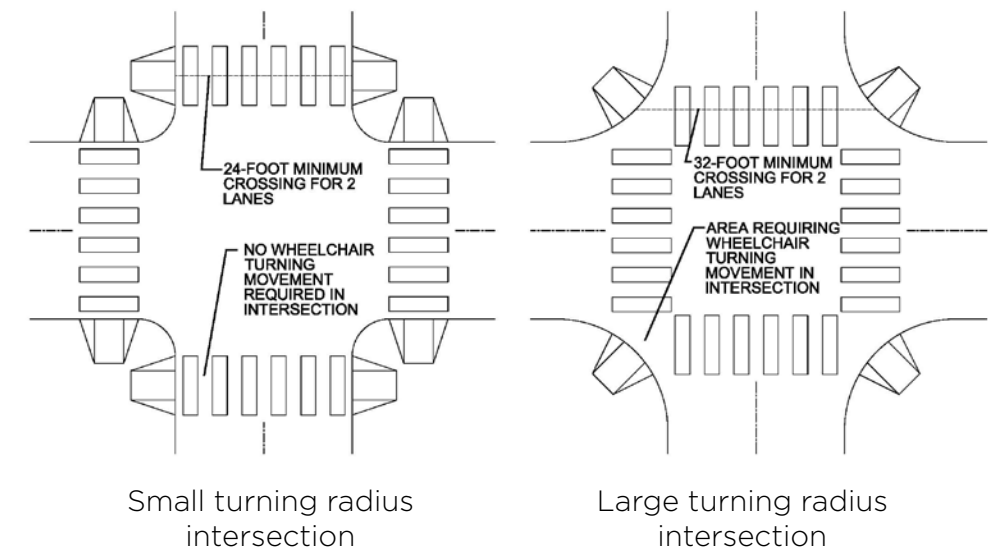 24-FOOT MINIMUM
CROSSING FOR 2
LANES
NO WHEELCHAIR
TURNING
MOVEMENT
REQUIRED IN
INTERSECTION
Small turning radius
intersection
32-FOOT MINIMUM
CROSSING FOR 2
LANES
AREA REQUIRING
WHEELCHAIR
TURNING
MOVEMENT IN
INTERSECTION
Large turning radius
intersection